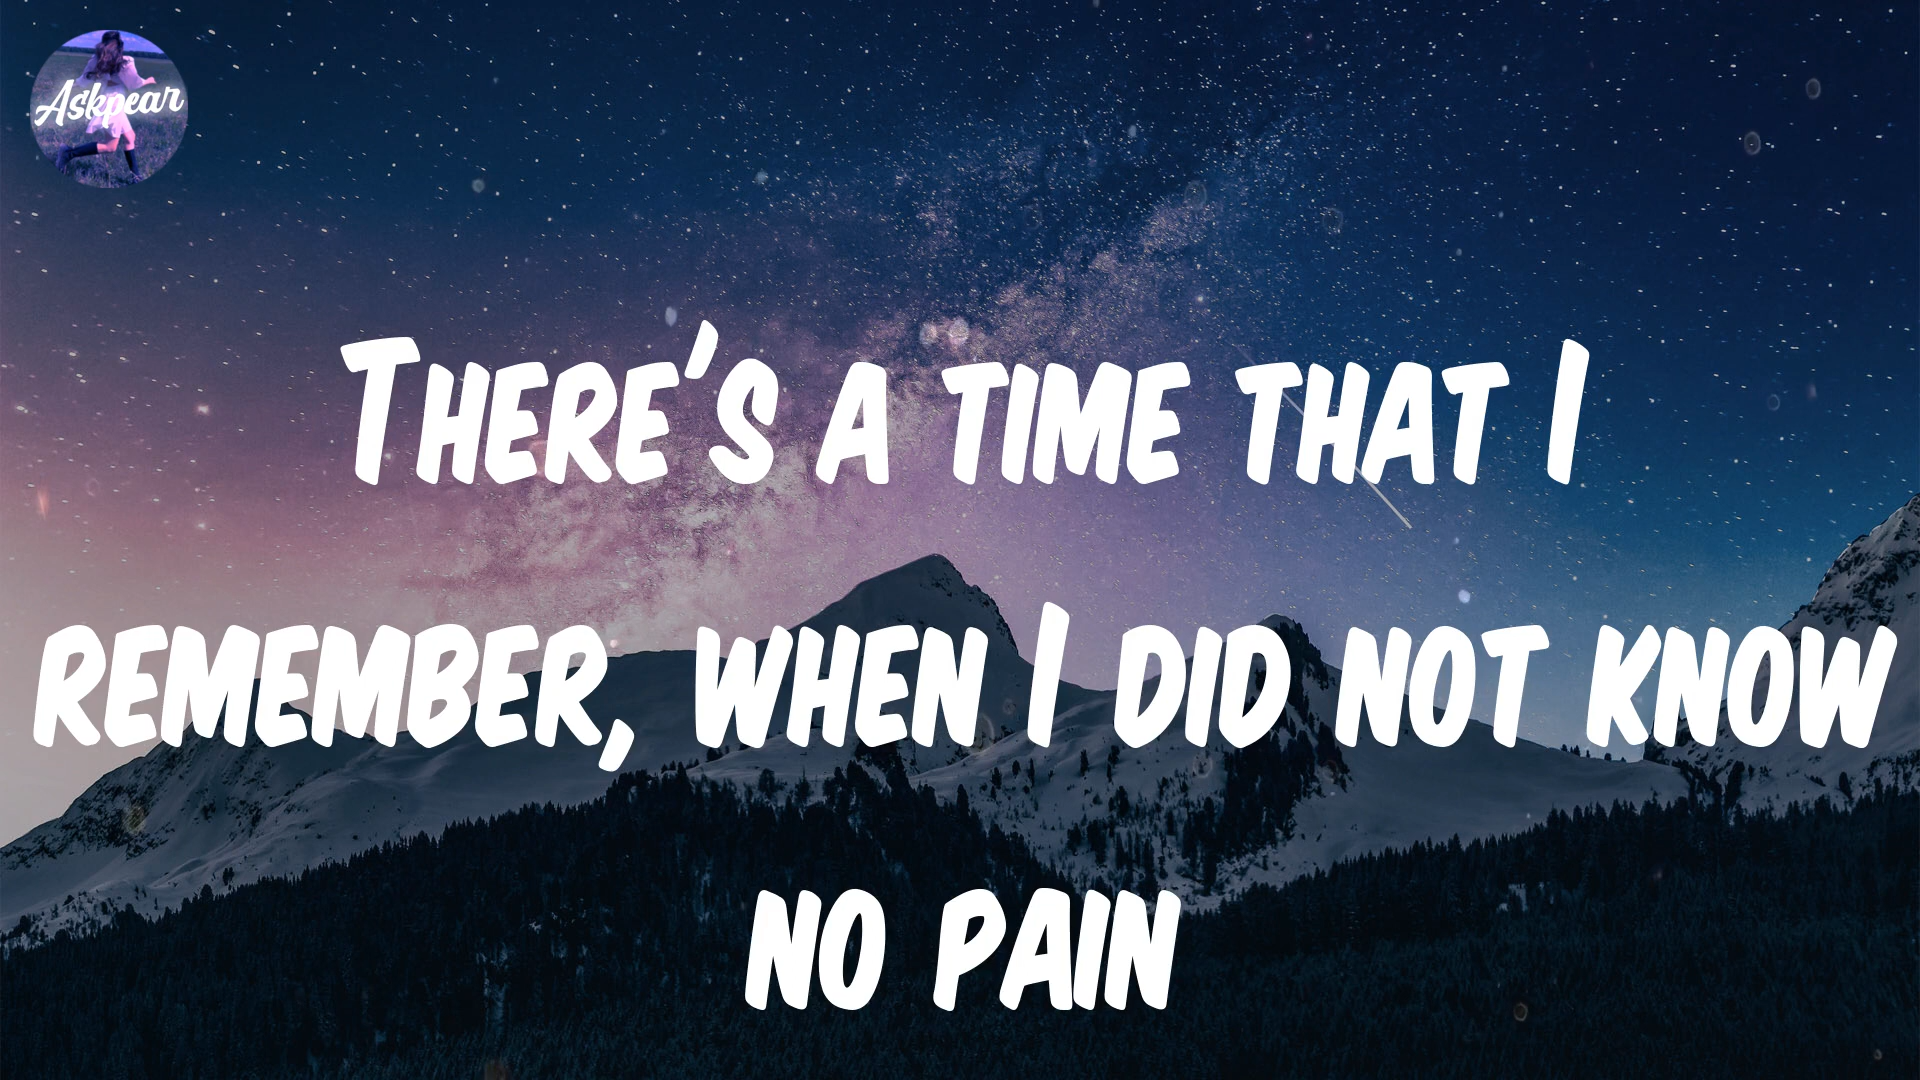 Askpear
There's a time that I
remember, when I did not know
no pain